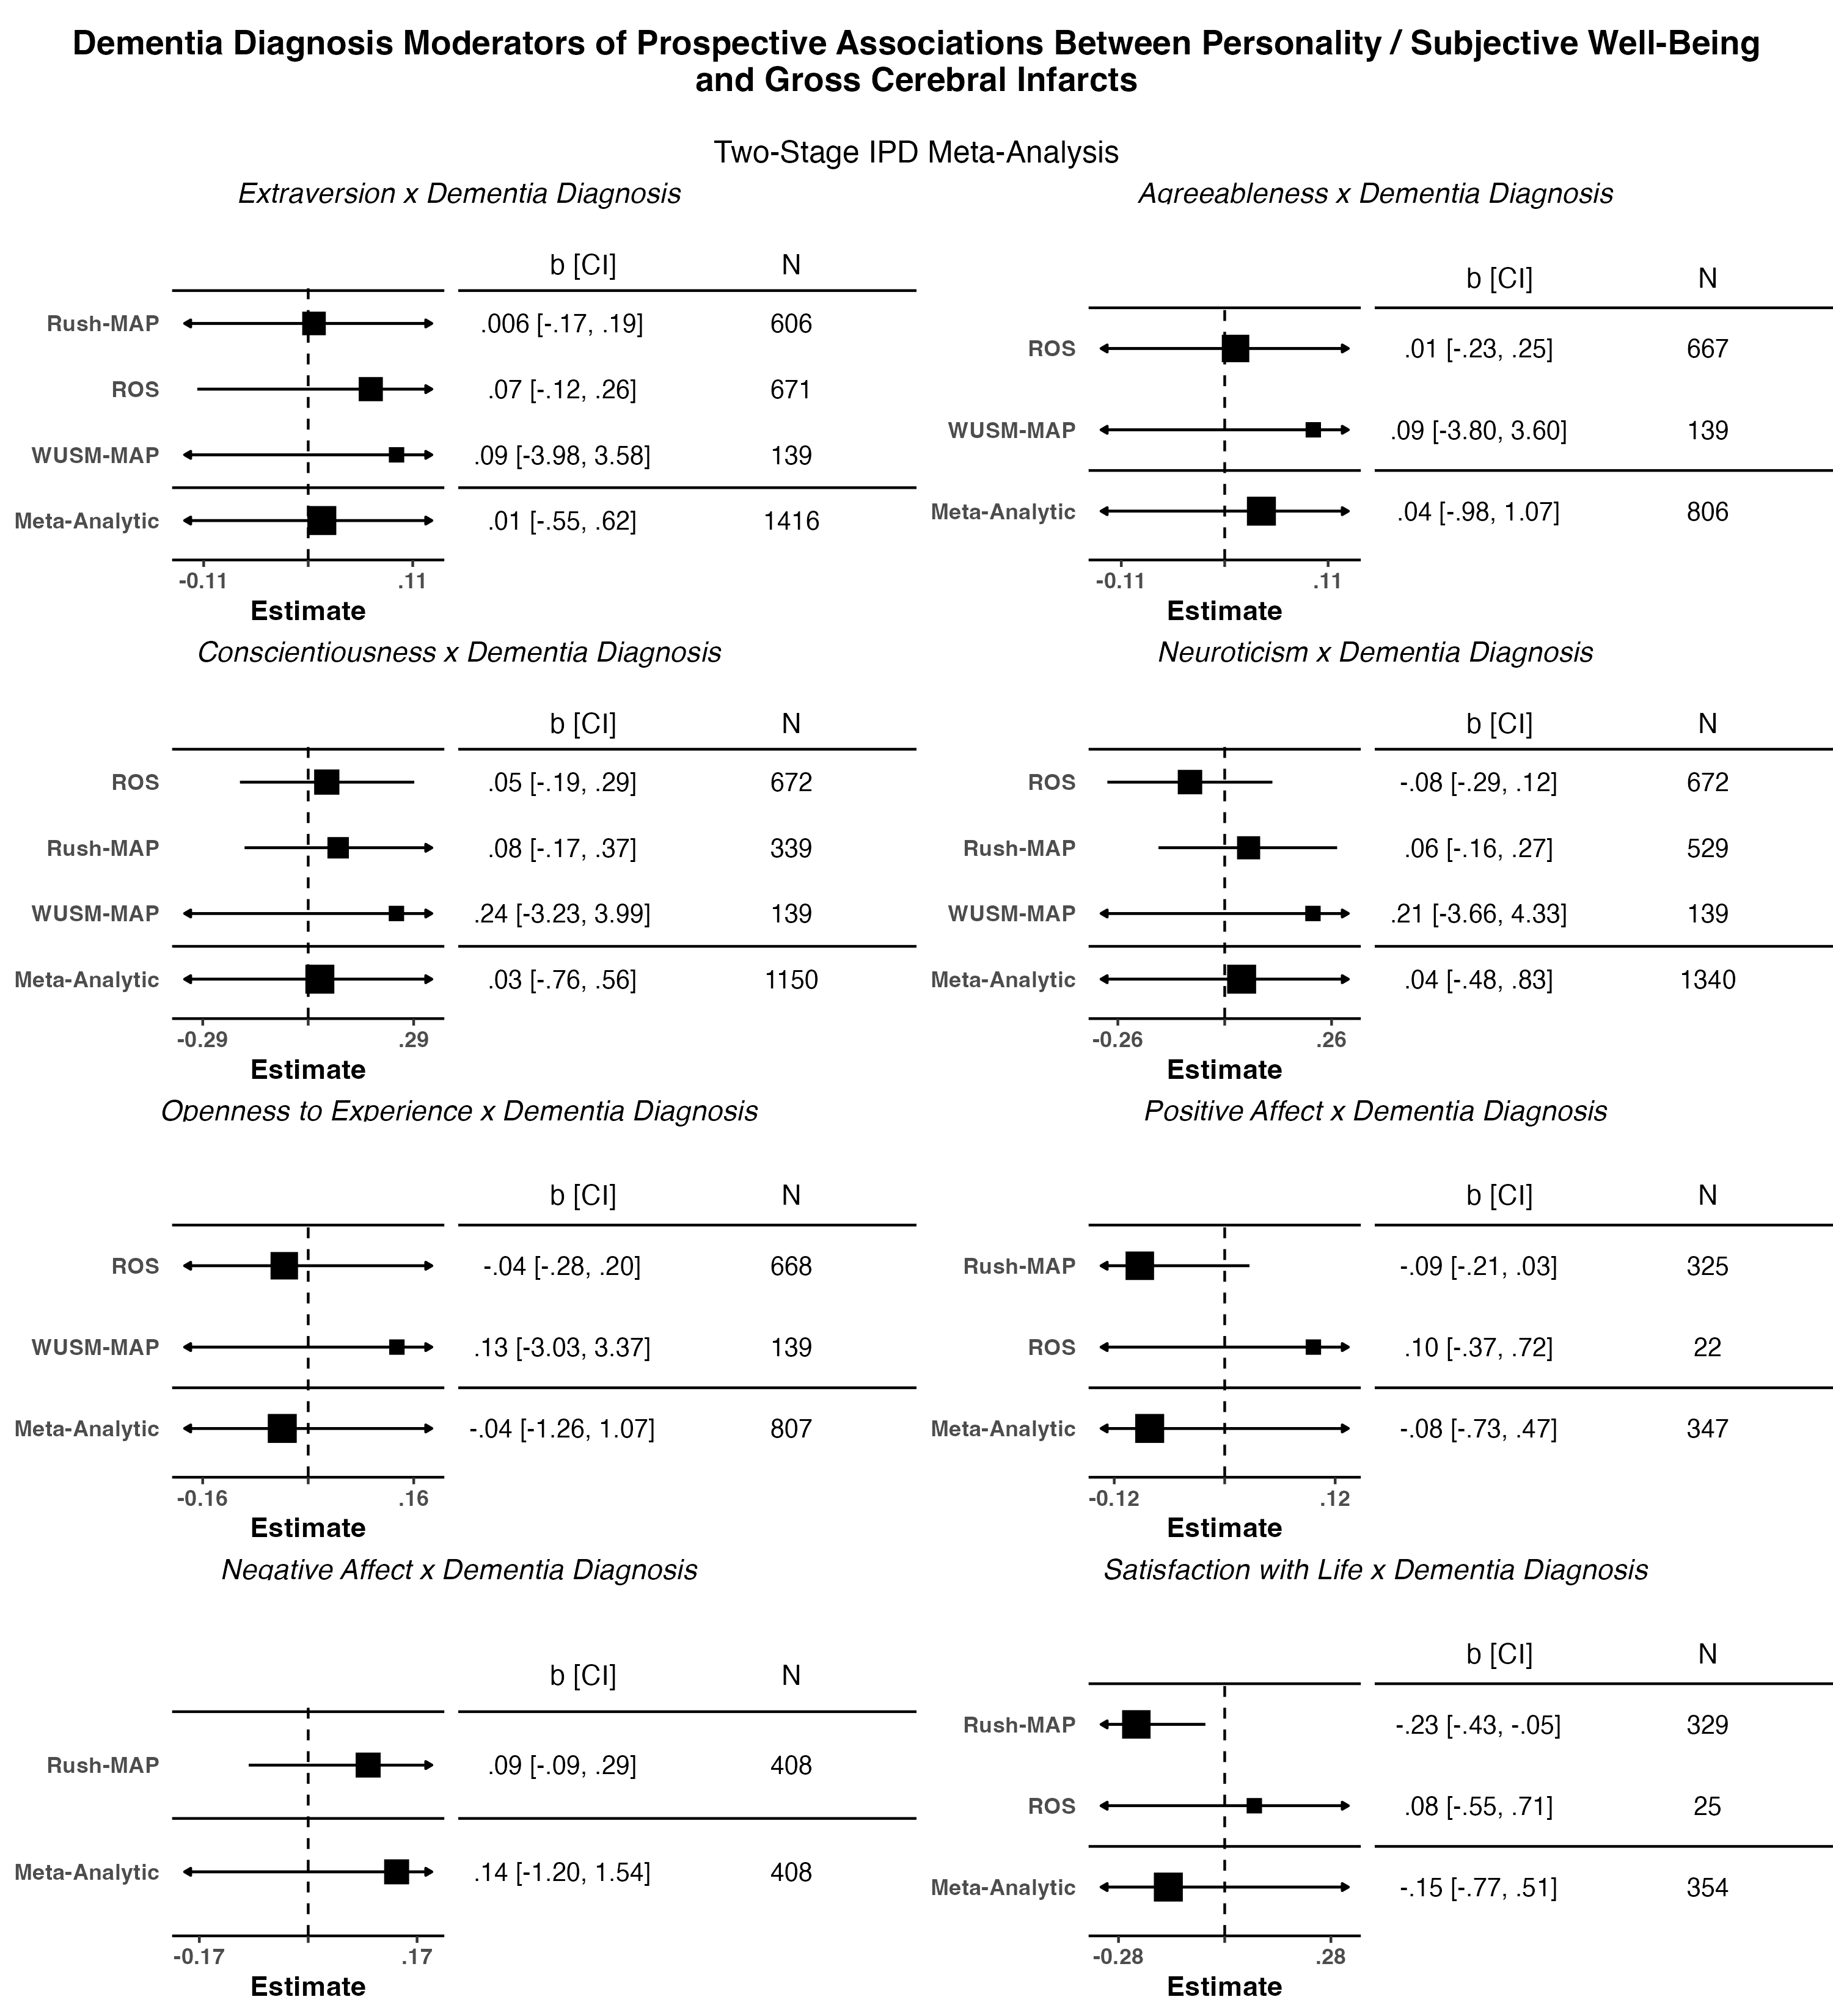 Dementia Diagnosis Moderators of Prospective Associations Between Personality / Subjective Well-Being
and Gross Cerebral Infarcts
Two-Stage IPD Meta-Analysis
Extraversion x Dementia Diagnosis
b [CI] N
Rush-MAP .006 [-.17, .19] 606
ROS .07 [-.12, .26] 671
WUSM-MAP .09 [-3.98, 3.58] 139
Meta-Analytic .01 [-.55, .62] 1416
-0.11 .11
Estimate
Agreeableness x Dementia Diagnosis
b [CI] N
ROS .01 [-.23, .25] 667
WUSM-MAP .09 [-3.80, 3.60] 139
Meta-Analytic .04 [-.98, 1.07] 806
-0.11 .11
Estimate
Conscientiousness x Dementia Diagnosis
b [CI] N
ROS .05 [-.19, .29] 672
Rush-MAP .08 [-.17, .37] 339
WUSM-MAP .24 [-3.23, 3.99] 139
Meta-Analytic .03 [-.76, .56] 1150
-0.29 .29
Estimate
Neuroticism x Dementia Diagnosis
b [CI] N
ROS -.08 [-.29, .12] 672
Rush-MAP .06 [-.16, .27] 529
WUSM-MAP .21 [-3.66, 4.33] 139
Meta-Analytic .04 [-.48, .83] 1340
-0.26 .26
Estimate
Openness to Experience x Dementia Diagnosis
b [CI] N
ROS -.04 [-.28, .20] 668
WUSM-MAP .13 [-3.03, 3.37] 139
Meta-Analytic -.04 [-1.26, 1.07] 807
-0.16 .16
Estimate
Positive Affect x Dementia Diagnosis
b [CI] N
Rush-MAP -.09 [-.21, .03] 325
ROS .10 [-.37, .72] 22
Meta-Analytic -.08 [-.73, .47] 347
-0.12 .12
Estimate
Negative Affect x Dementia Diagnosis
b [CI] N
Rush-MAP .09 [-.09, .29] 408
Meta-Analytic .14 [-1.20, 1.54] 408
-0.17 .17
Estimate
Satisfaction with Life x Dementia Diagnosis
b [CI] N
Rush-MAP -.23 [-.43, -.05] 329
ROS .08 [-.55, .71] 25
Meta-Analytic -.15 [-.77, .51] 354
-0.28 .28
Estimate